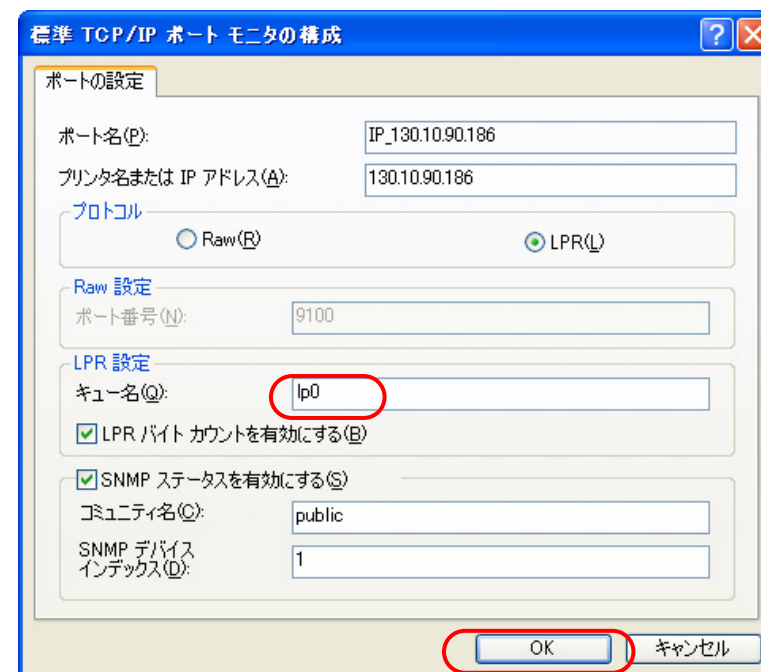 標準 TCP/IP ポート モニタの構成
ポートの設定
ポート名(P): IP_130.10.90.186
プリンタ名または IP アドレス(A): 130.10.90.186
プロトコル
Raw(R) LPR(L)
Raw 設定
ポート番号(N): 9100
LPR 設定
キュー名(Q): lp0
LPR バイト カウントを有効にする(B)
SNMP ステータスを有効にする(S)
コミュニティ名(C): public
SNMP デバイス
インデックス(D): 1
OK キャンセル